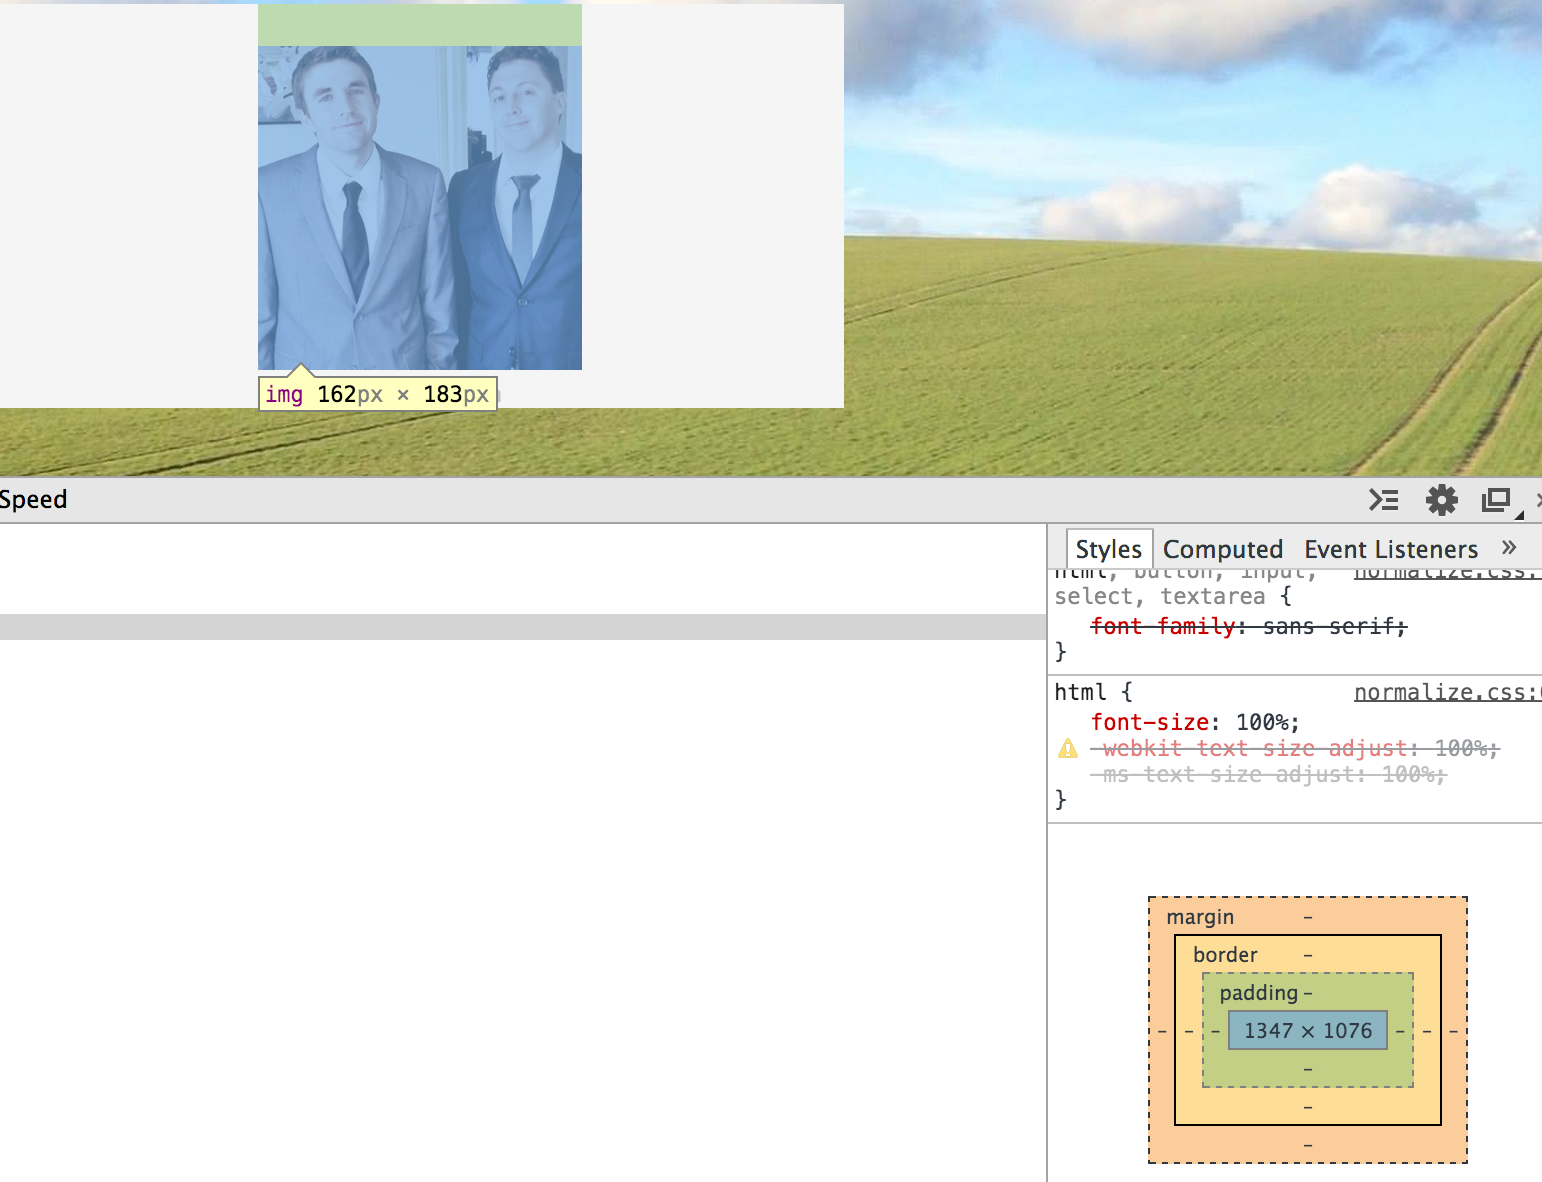 img 162px × 183px
Speed
Styles Computed Event Listeners »
html, button, input, normalize.css:
select, textarea {
font-family: sans-serif;
}
html { normalize.css:
font-size: 100%;
-webkit-text-size-adjust: 100%;
-ms-text-size-adjust: 100%;
}
margin –
border –
padding –
– – – 1347 × 1076 – – –
–
–
–